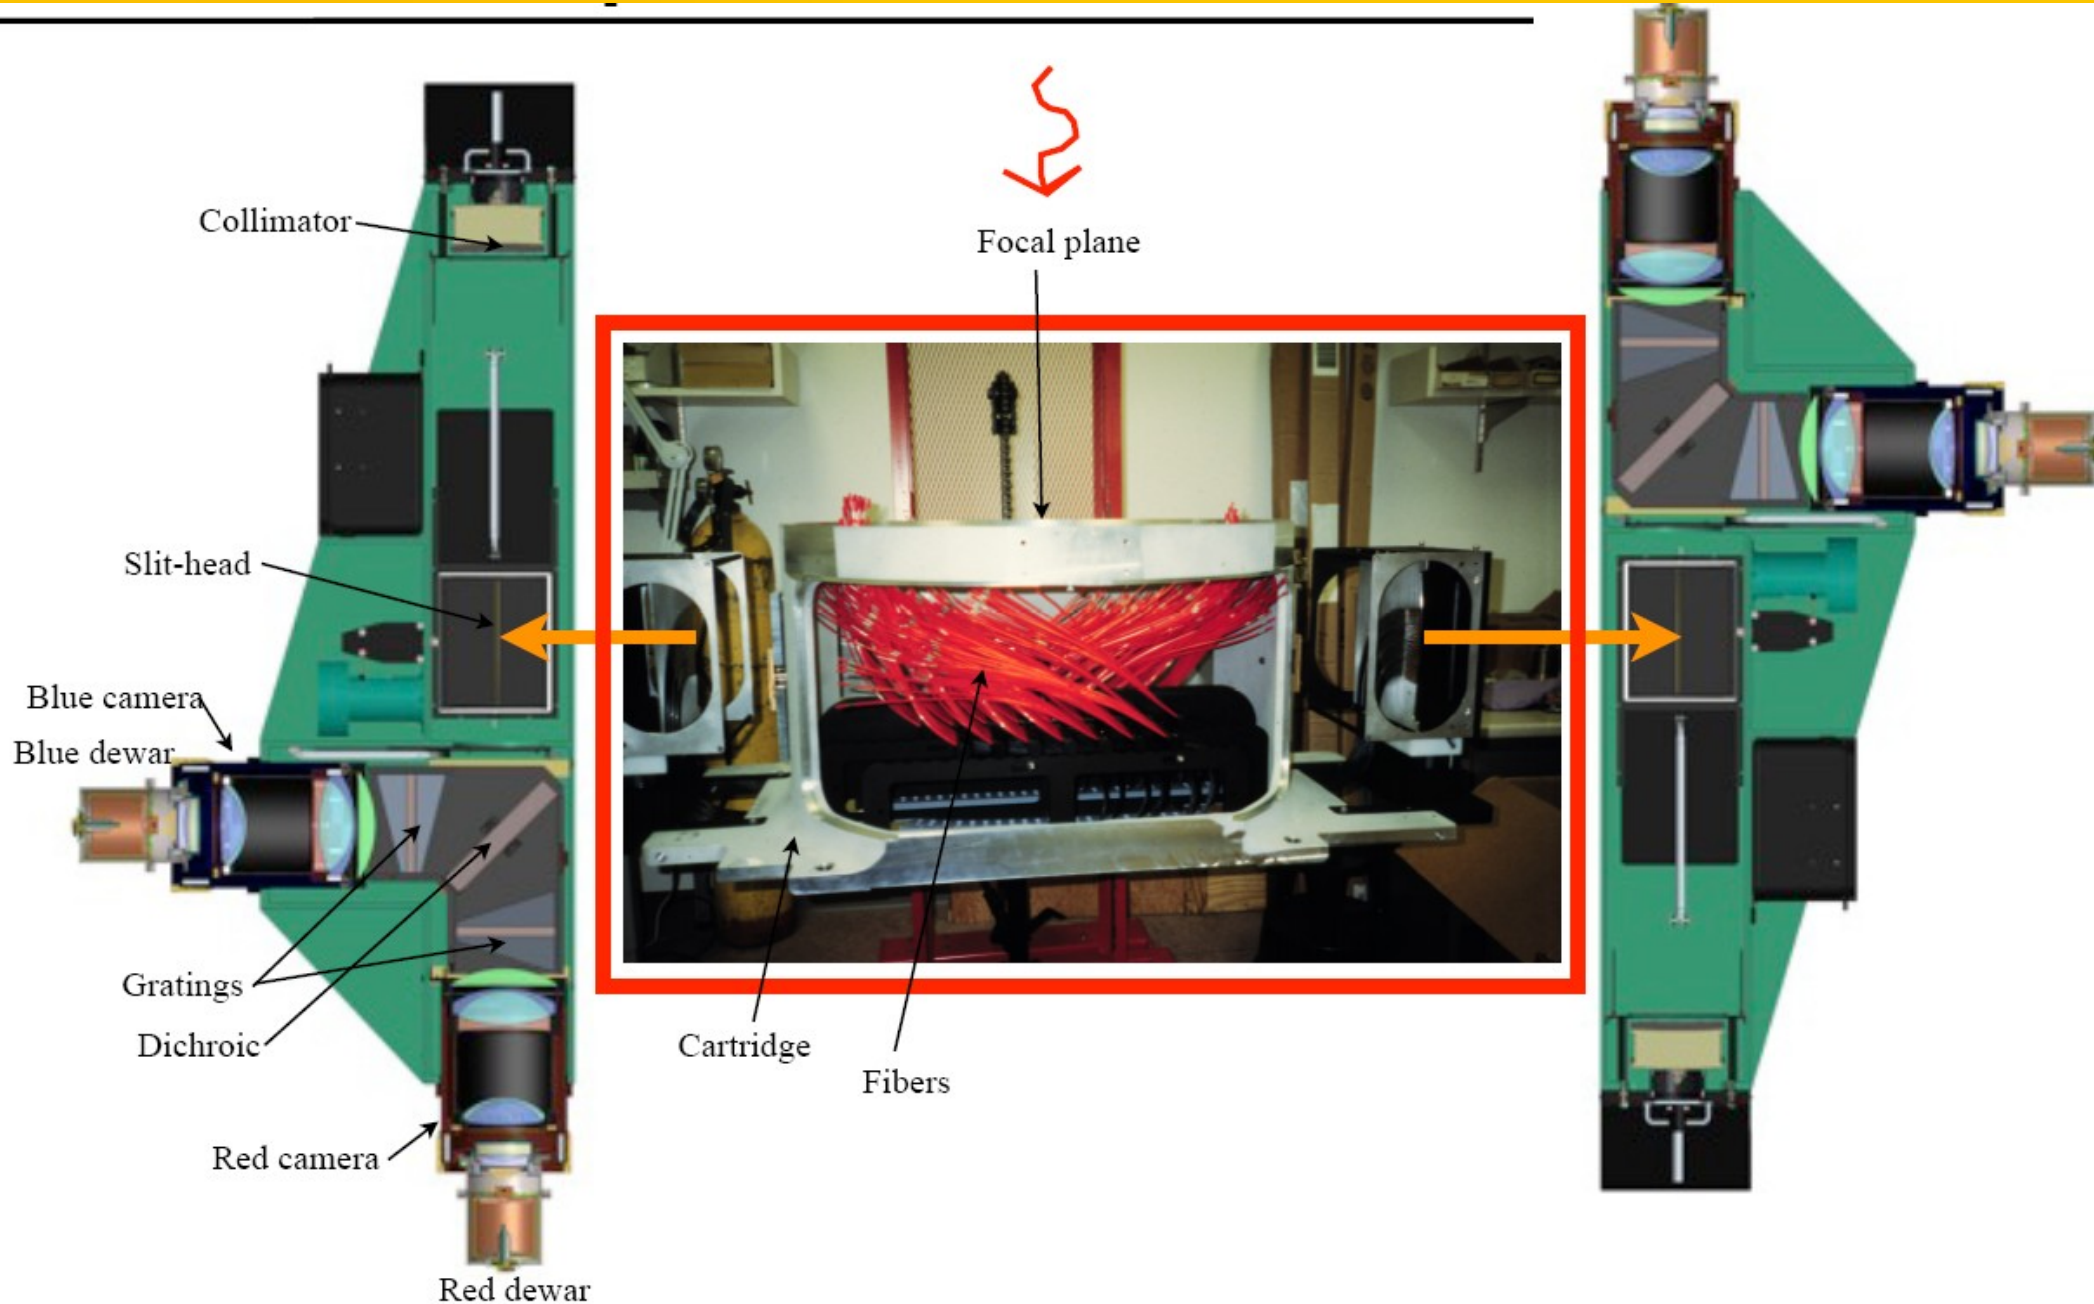 Collimator
Focal plane
Slit-head
Blue camera
Blue dewar
Gratings
Dichroic
Cartridge
Fibers
Red camera
Red dewar